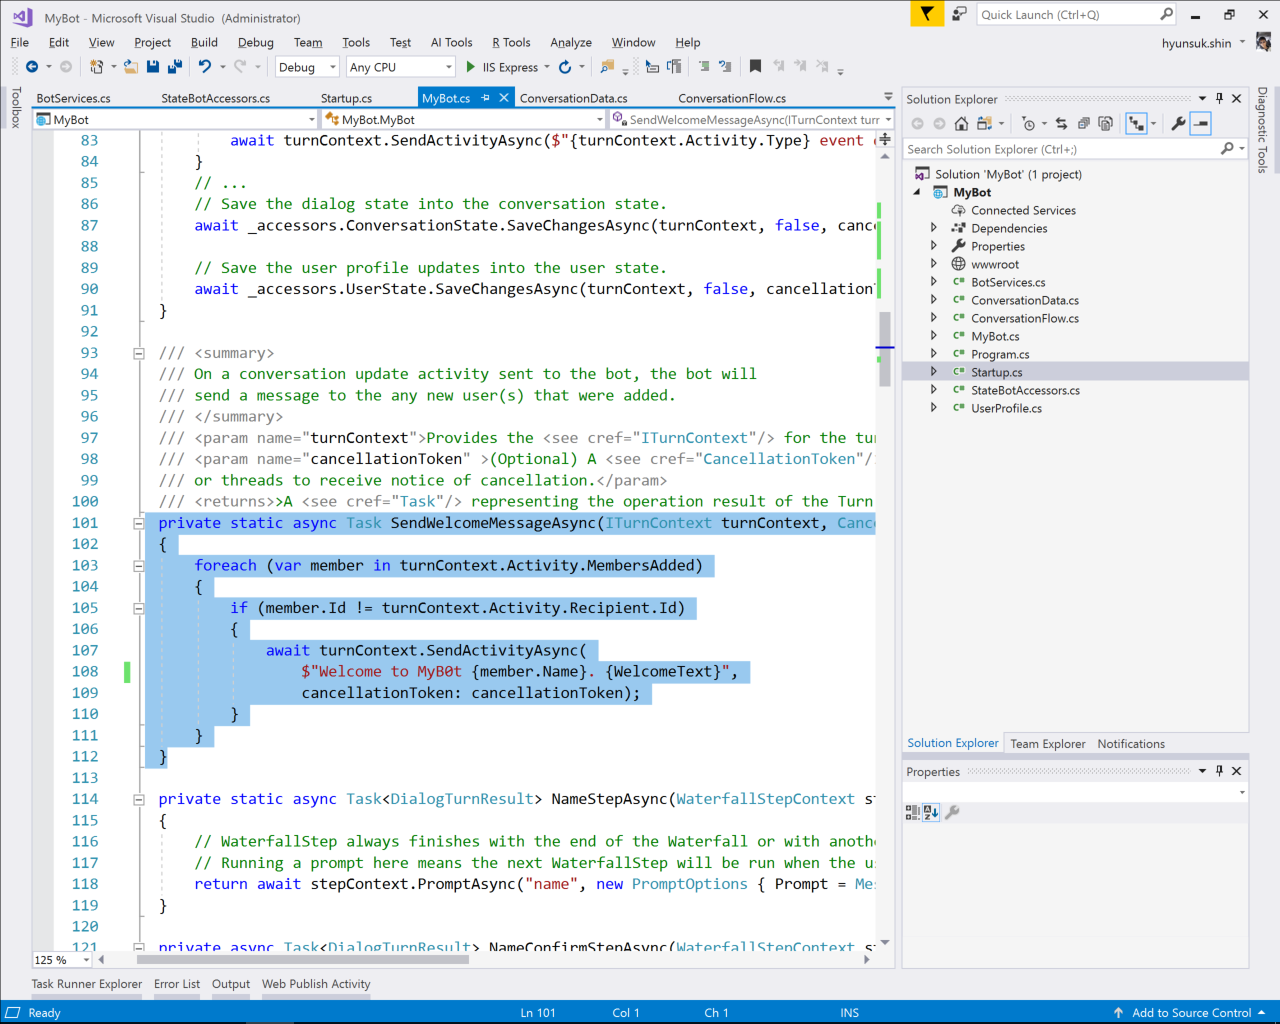 MyBot - Microsoft Visual Studio (Administrator)
Quick Launch (Ctrl+Q)
File Edit View Project Build Debug Team Tools Test AI Tools R Tools Analyze Window Help
hyunsuk.shin
Debug Any CPU IIS Express
Toolbox
BotServices.cs StateBotAccessors.cs Startup.cs MyBot.cs ConversationData.cs ConversationFlow.cs
MyBot MyBot.MyBot SendWelcomeMessageAsync(ITurnContext turr
83 await turnContext.SendActivityAsync($"{turnContext.Activity.Type} event
84 }
85 // ...
86 // Save the dialog state into the conversation state.
87 await _accessors.ConversationState.SaveChangesAsync(turnContext, false, canc
88
89 // Save the user profile updates into the user state.
90 await _accessors.UserState.SaveChangesAsync(turnContext, false, cancellation
91 }
92
93 /// <summary>
94 /// On a conversation update activity sent to the bot, the bot will
95 /// send a message to the any new user(s) that were added.
96 /// </summary>
97 /// <param name="turnContext">Provides the <see cref="ITurnContext"/> for the tu
98 /// <param name="cancellationToken" >(Optional) A <see cref="CancellationToken"/
99 /// or threads to receive notice of cancellation.</param>
100 /// <returns>>A <see cref="Task"/> representing the operation result of the Turn
101 private static async Task SendWelcomeMessageAsync(ITurnContext turnContext, Canc
102 {
103 foreach (var member in turnContext.Activity.MembersAdded)
104 {
105 if (member.Id != turnContext.Activity.Recipient.Id)
106 {
107 await turnContext.SendActivityAsync(
108 $"Welcome to MyB0t {member.Name}. {WelcomeText}",
109 cancellationToken: cancellationToken);
110 }
111 }
112 }
113
114 private static async Task<DialogTurnResult> NameStepAsync(WaterfallStepContext st
115 {
116 // WaterfallStep always finishes with the end of the Waterfall or with anothe
117 // Running a prompt here means the next WaterfallStep will be run when the u
118 return await stepContext.PromptAsync("name", new PromptOptions { Prompt = Mes
119 }
120
121 private async Task<DialogTurnResult> NameConfirmStepAsync(WaterfallStepContext st
125 %
Solution Explorer
Search Solution Explorer (Ctrl+;)
Solution 'MyBot' (1 project)
MyBot
Connected Services
Dependencies
Properties
wwwroot
BotServices.cs
ConversationData.cs
ConversationFlow.cs
MyBot.cs
Program.cs
Startup.cs
StateBotAccessors.cs
UserProfile.cs
Solution Explorer Team Explorer Notifications
Properties
Diagnostic Tools
Task Runner Explorer Error List Output Web Publish Activity
Ready Ln 101 Col 1 Ch 1 INS Add to Source Control